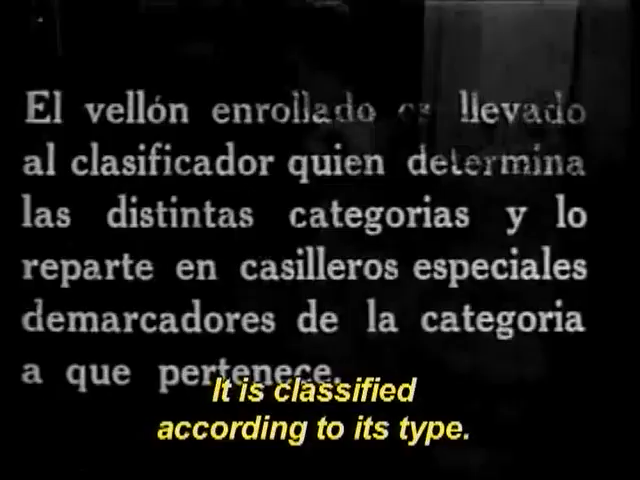 El vellón enrollado es llevado
al clasificador quien determina
las distintas categorias y lo
reparte en casilleros especiales
demarcadores de la categoria
a que pertenece.
It is classified
according to its type.